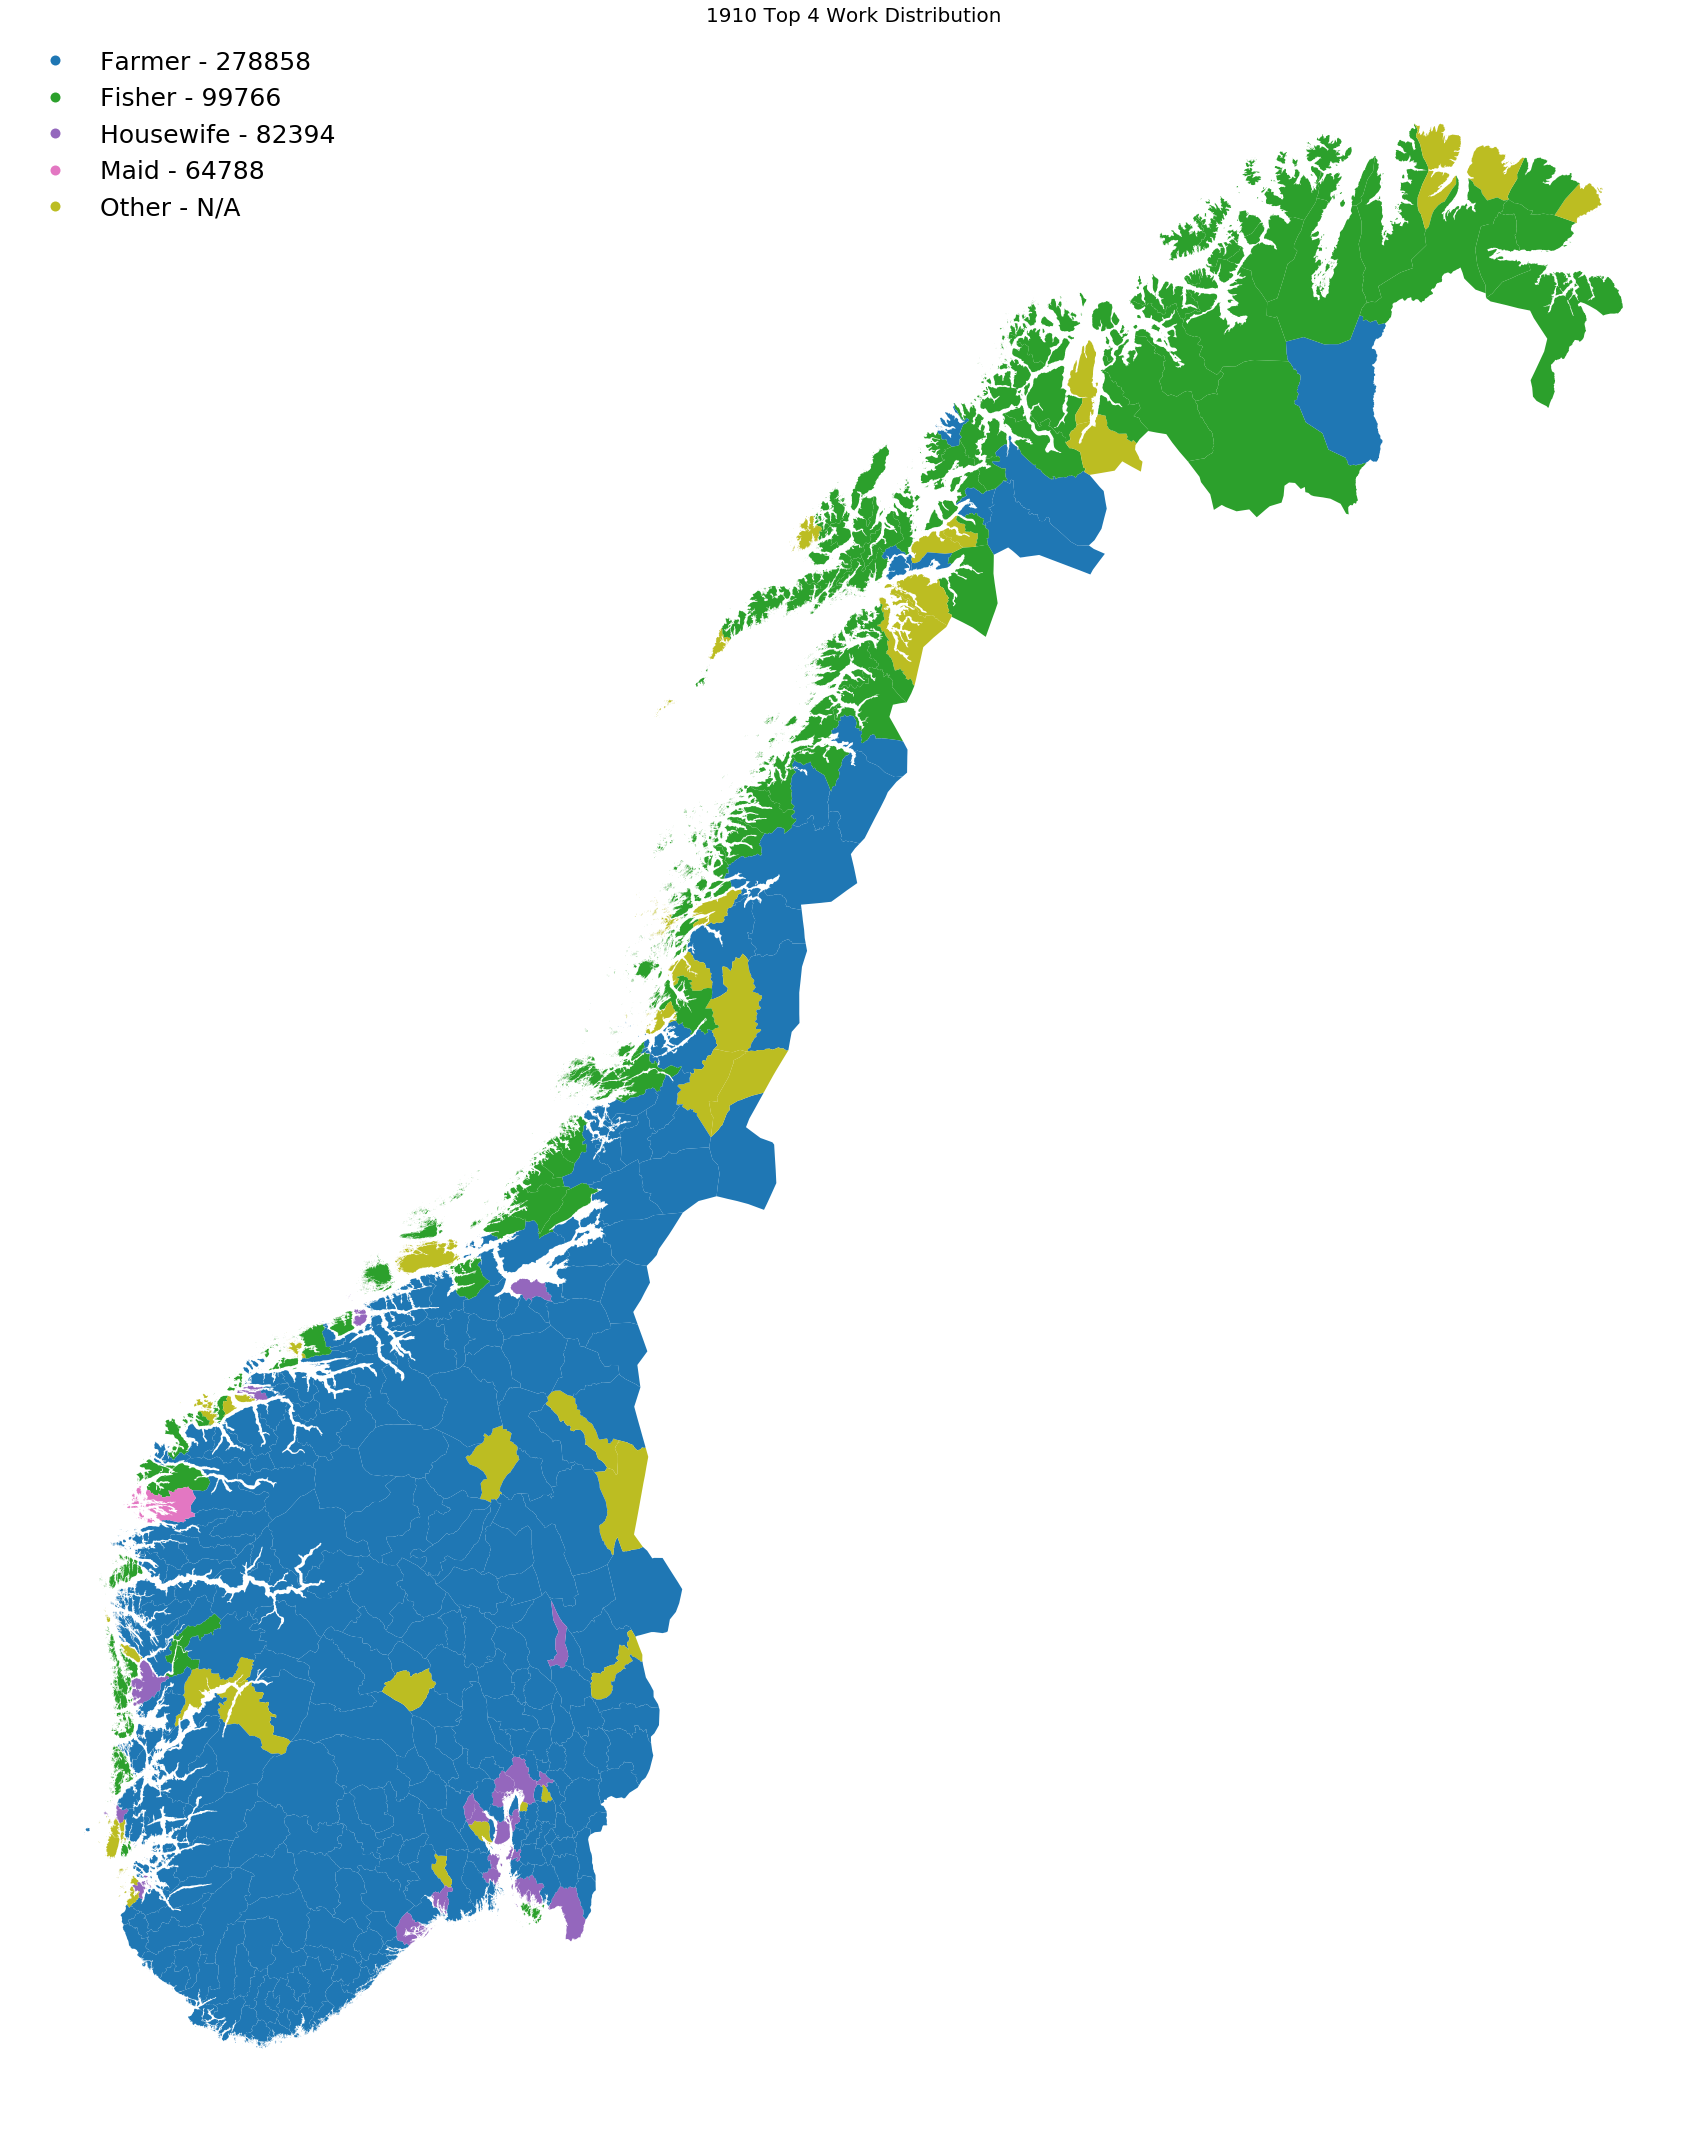 1910 Top 4 Work Distribution
Farmer - 278858
Fisher - 99766
Housewife - 82394
Maid - 64788
Other - N/A